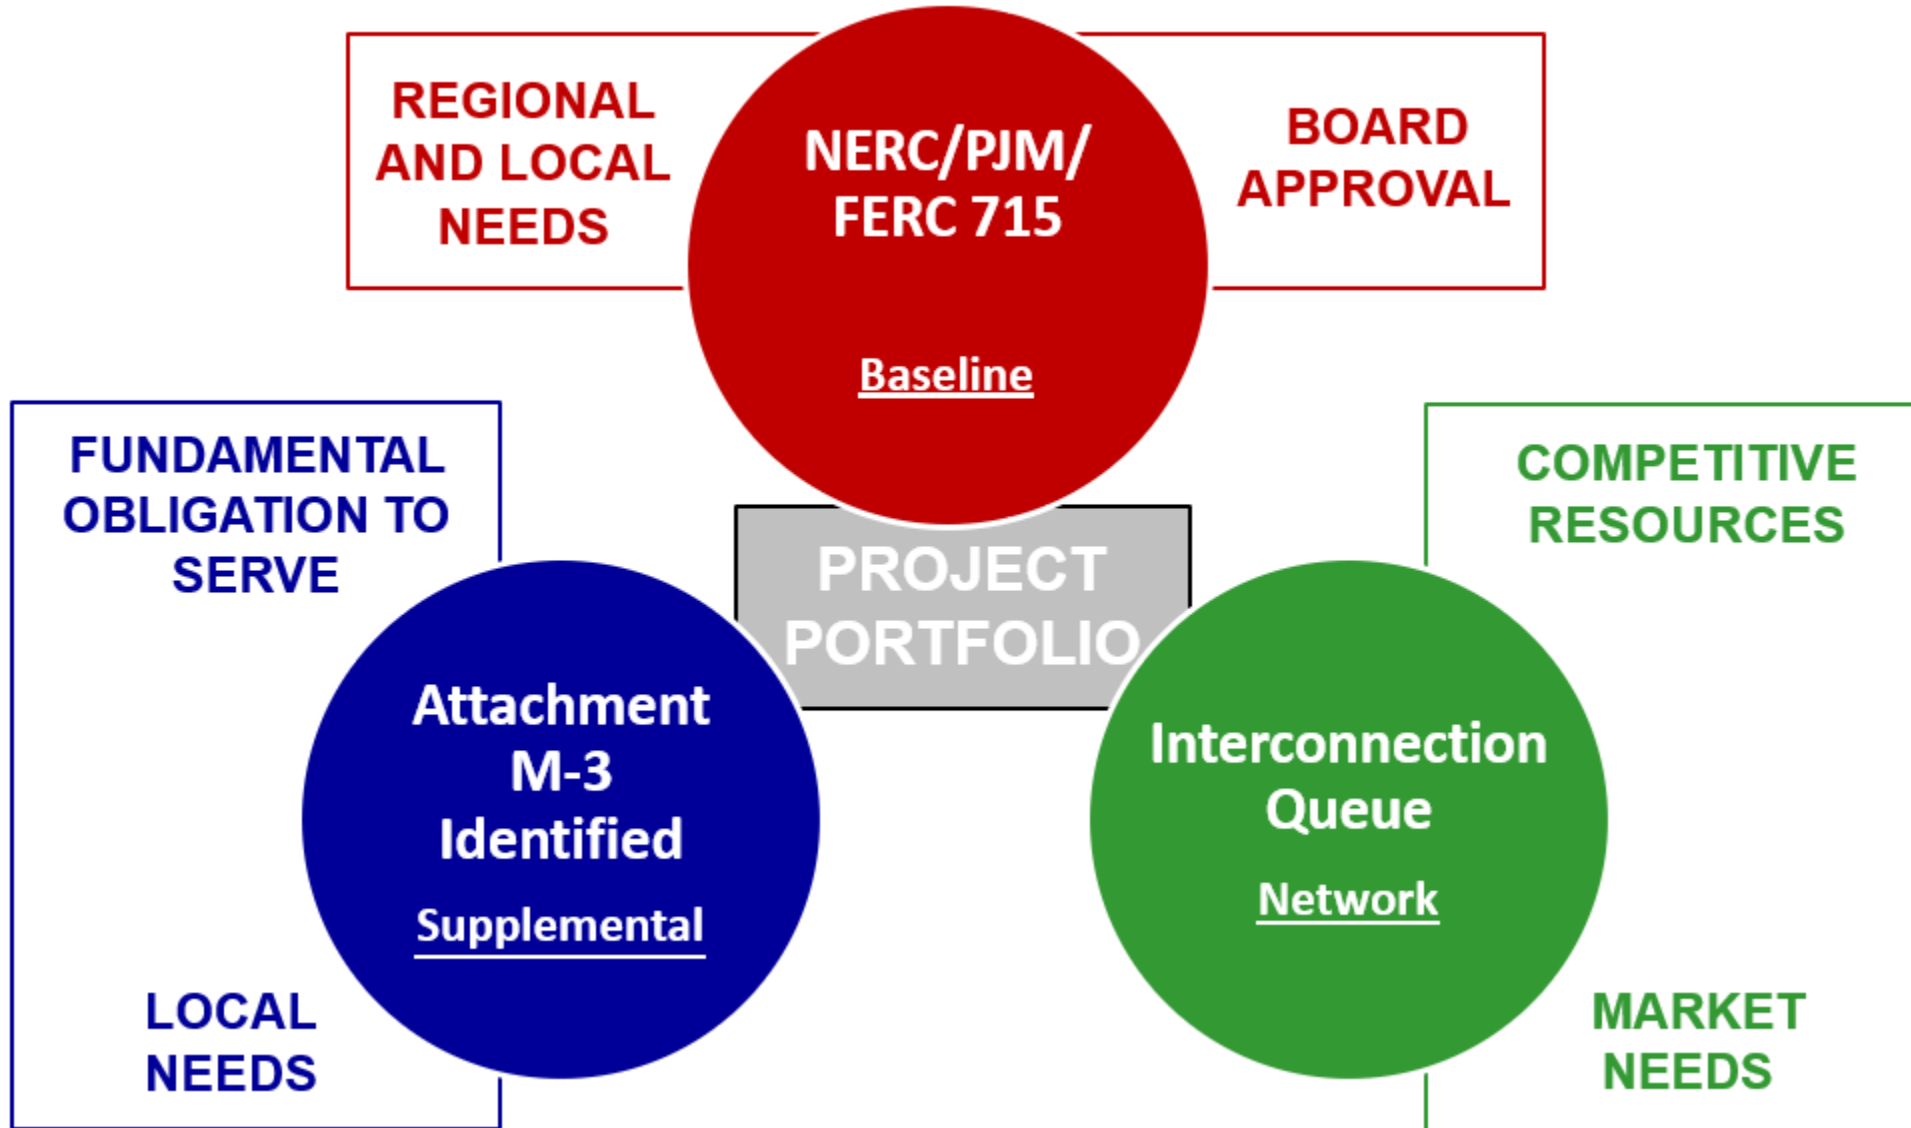 REGIONAL
AND LOCAL
NEEDS
NERC/PJM/
FERC 715
Baseline
BOARD
APPROVAL
FUNDAMENTAL
OBLIGATION TO
SERVE
PROJECT
PORTFOLIO
COMPETITIVE
RESOURCES
Attachment
M-3
Identified
Supplemental
Interconnection
Queue
Network
LOCAL
NEEDS
MARKET
NEEDS